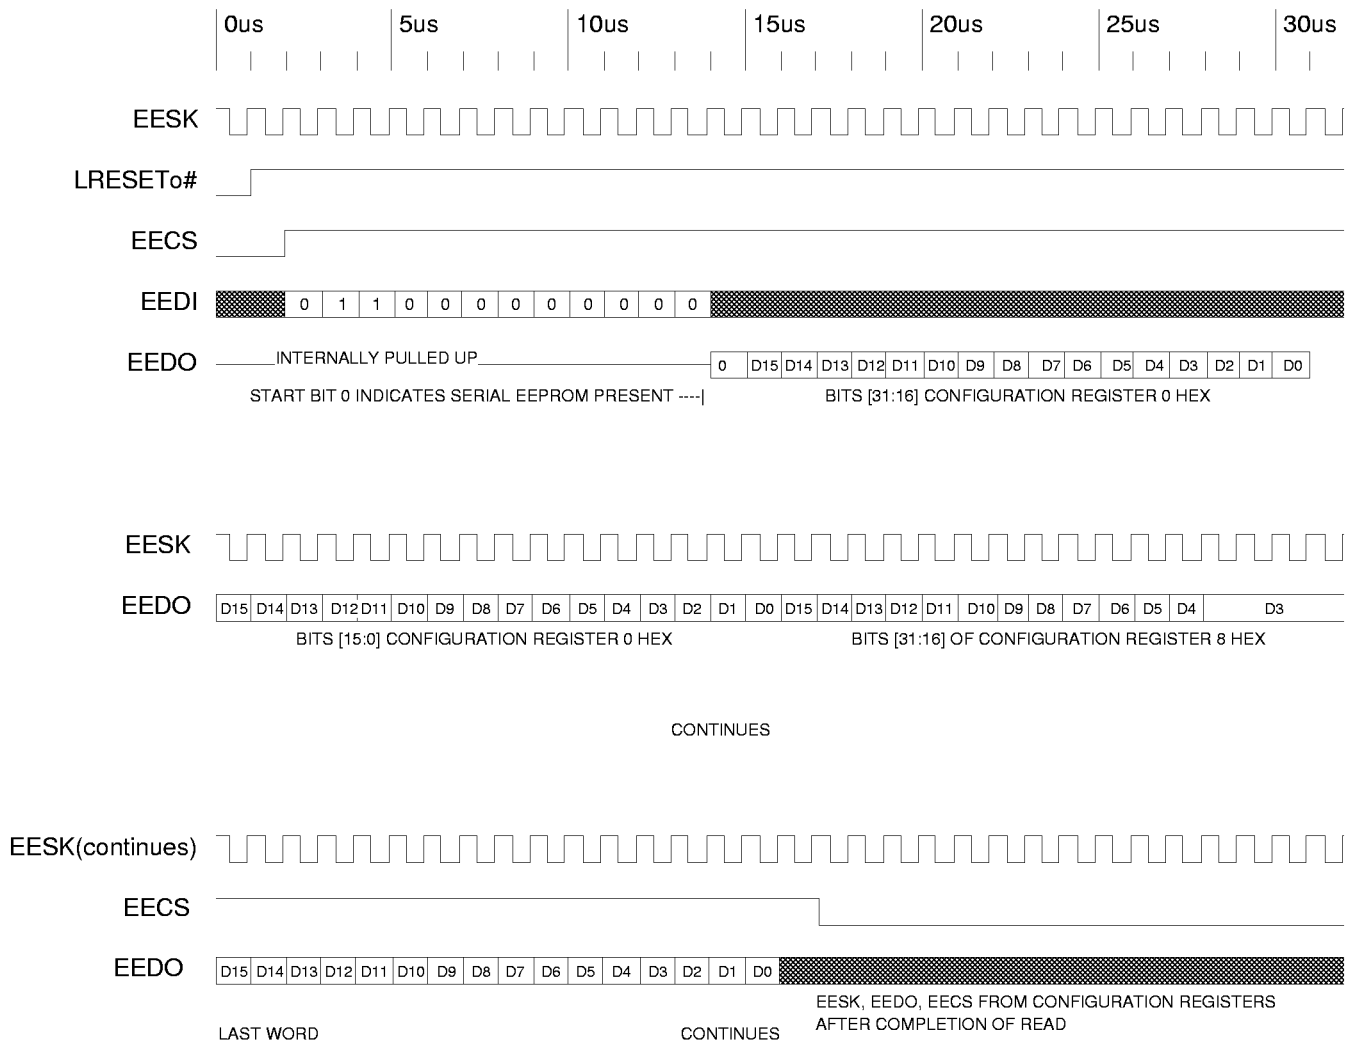 0us 5us 10us 15us 20us 25us 30us
EESK
LRESETo#
EECS
EEDI 0 1 1 0 0 0 0 0 0 0 0 0
EEDO INTERNALLY PULLED UP 0 D15 D14 D13 D12 D11 D10 D9 D8 D7 D6 D5 D4 D3 D2 D1 D0
START BIT 0 INDICATES SERIAL EEPROM PRESENT ----| BITS [31:16] CONFIGURATION REGISTER 0 HEX
EESK
EEDO D15 D14 D13 D12 D11 D10 D9 D8 D7 D6 D5 D4 D3 D2 D1 D0 D15 D14 D13 D12 D11 D10 D9 D8 D7 D6 D5 D4 D3
BITS [15:0] CONFIGURATION REGISTER 0 HEX BITS [31:16] OF CONFIGURATION REGISTER 8 HEX
CONTINUES
EESK(continues)
EECS
EEDO D15 D14 D13 D12 D11 D10 D9 D8 D7 D6 D5 D4 D3 D2 D1 D0
EESK, EEDO, EECS FROM CONFIGURATION REGISTERS
AFTER COMPLETION OF READ
LAST WORD CONTINUES